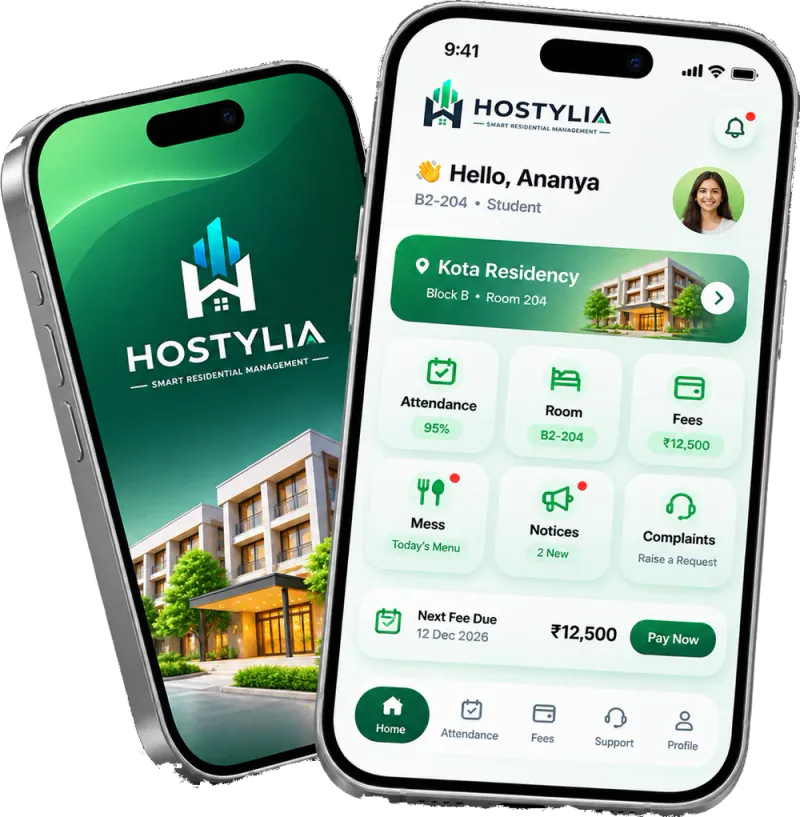 HOSTYLIA
SMART RESIDENTIAL MANAGEMENT
9:41
HOSTYLIA
SMART RESIDENTIAL MANAGEMENT
👋 Hello, Ananya
B2-204 • Student
Kota Residency
Block B • Room 204
Attendance
95%
Room
B2-204
Fees
₹12,500
Mess
Today's Menu
Notices
2 New
Complaints
Raise a Request
Next Fee Due
12 Dec 2026
₹12,500
Pay Now
Home
Attendance
Fees
Support
Profile